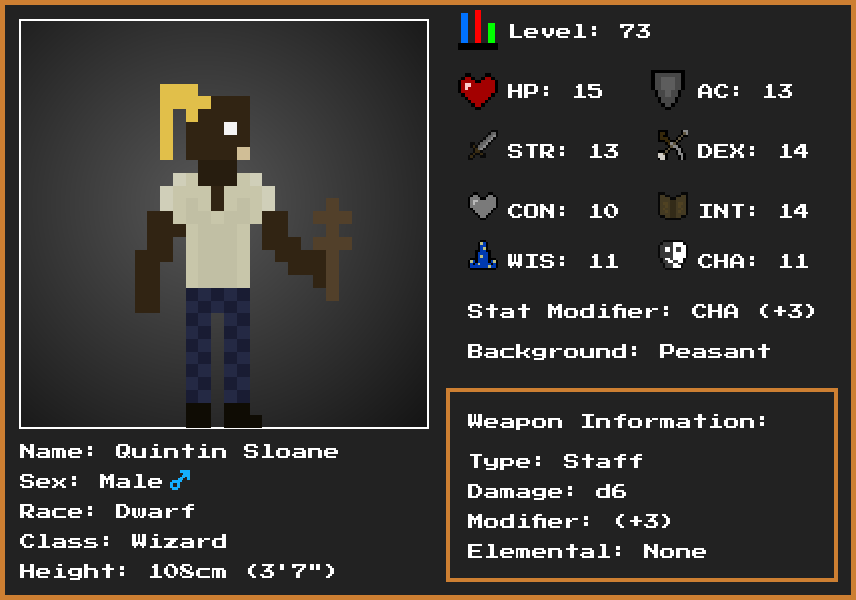 Level: 73
HP: 15
AC: 13
STR: 13
DEX: 14
CON: 10
INT: 14
WIS: 11
CHA: 11
Stat Modifier: CHA (+3)
Background: Peasant
Weapon Information:
Type: Staff
Damage: d6
Modifier: (+3)
Elemental: None
Name: Quintin Sloane
Sex: Male ♂
Race: Dwarf
Class: Wizard
Height: 108cm (3'7")